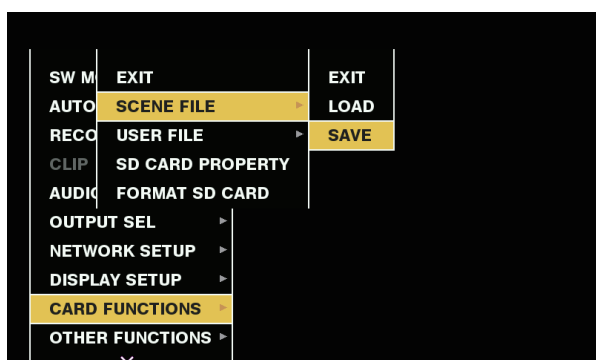 SW M
EXIT
EXIT
AUTO
SCENE FILE
LOAD
RECO
USER FILE
SAVE
CLIP
SD CARD PROPERTY
AUDIO
FORMAT SD CARD
OUTPUT SEL
NETWORK SETUP
DISPLAY SETUP
CARD FUNCTIONS
OTHER FUNCTIONS